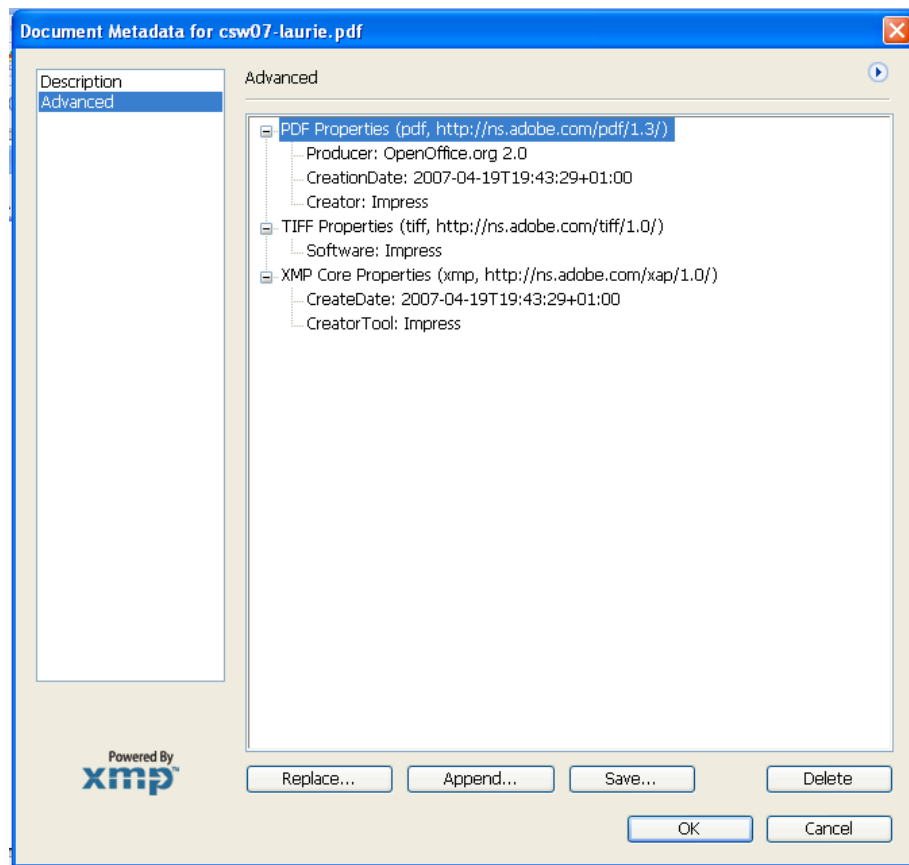 Document Metadata for csw07-laurie.pdf
Description
Advanced
Advanced
PDF Properties (pdf, http://ns.adobe.com/pdf/1.3/)
Producer: OpenOffice.org 2.0
CreationDate: 2007-04-19T19:43:29+01:00
Creator: Impress
TIFF Properties (tiff, http://ns.adobe.com/tiff/1.0/)
Software: Impress
XMP Core Properties (xmp, http://ns.adobe.com/xap/1.0/)
CreateDate: 2007-04-19T19:43:29+01:00
CreatorTool: Impress
Powered By
xmp™
Replace...
Append...
Save...
Delete
OK
Cancel